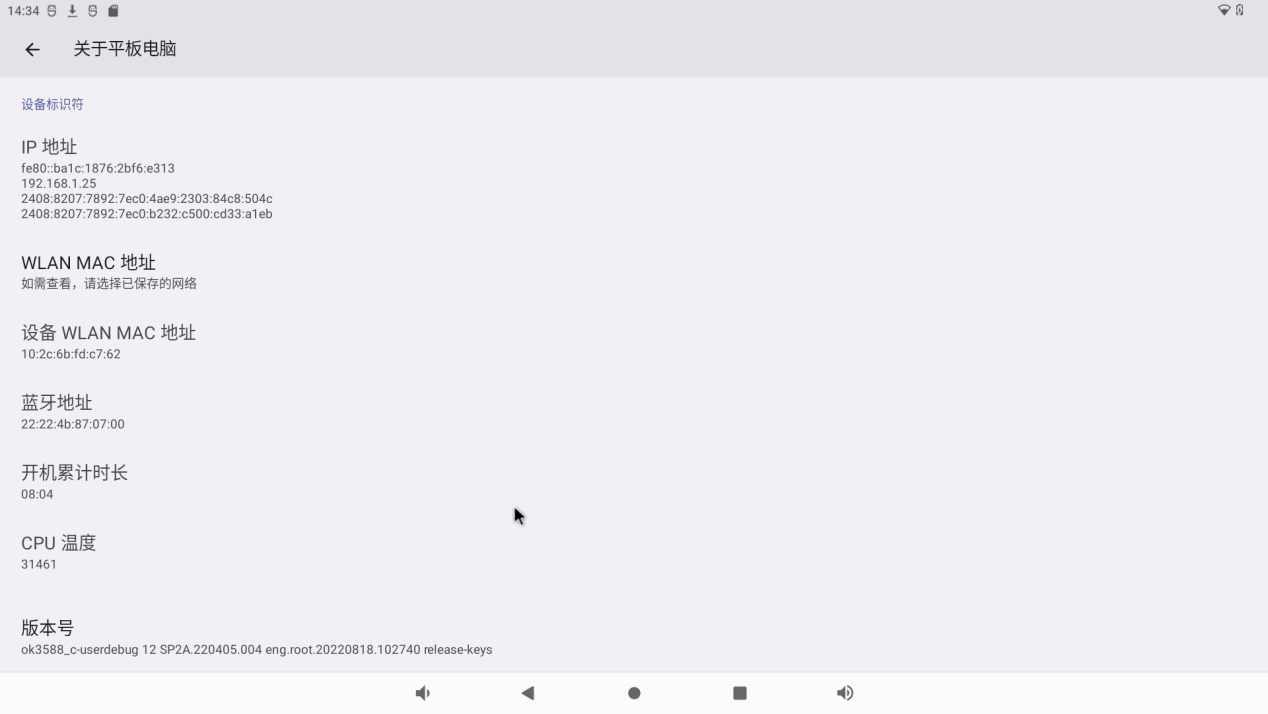 14:34
关于平板电脑
设备标识符
IP 地址
fe80::ba1c:1876:2bf6:e313
192.168.1.25
2408:8207:7892:7ec0:4ae9:2303:84c8:504c
2408:8207:7892:7ec0:b232:c500:cd33:a1eb
WLAN MAC 地址
如需查看，请选择已保存的网络
设备 WLAN MAC 地址
10:2c:6b:fd:c7:62
蓝牙地址
22:22:4b:87:07:00
开机累计时长
08:04
CPU 温度
31461
版本号
ok3588_c-userdebug 12 SP2A.220405.004 eng.root.20220818.102740 release-keys